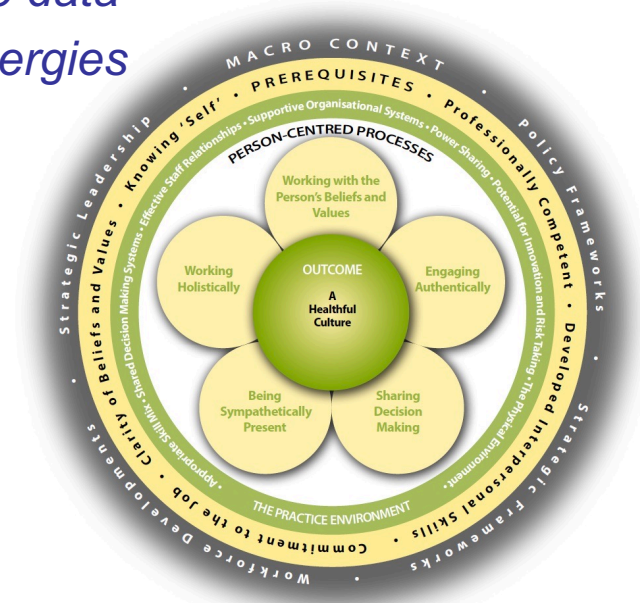 data
ergies
MACRO CONTEXT
• Policy Frameworks • Strategic Frameworks • Workforce Developments • Strategic Leadership •
PREREQUISITES
• Professionally Competent • Developed Interpersonal Skills • Commitment to the Job • Clarity of Beliefs and Values • Knowing 'Self' •
• Appropriate Skill Mix • Shared Decision Making Systems • Effective Staff Relationships • Supportive Organisational Systems • Power Sharing • Potential for Innovation and Risk Taking • The Physical Environment •
THE PRACTICE ENVIRONMENT
PERSON-CENTRED PROCESSES
Working with the
Person's Beliefs and
Values
Working
Holistically
OUTCOME
A
Healthful
Culture
Engaging
Authentically
Being
Sympathetically
Present
Sharing
Decision
Making